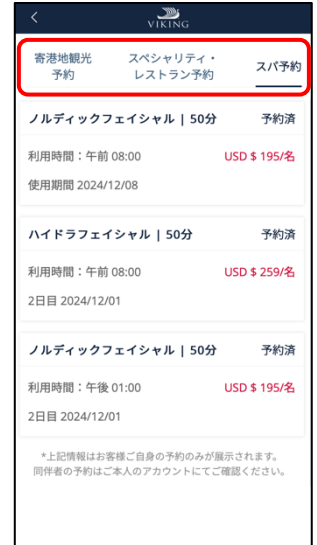 VIKING
寄港地観光
予約
スペシャリティ・
レストラン予約
スパ予約
ノルディックフェイシャル | 50分 予約済
利用時間：午前 08:00 USD $ 195/名
使用期間 2024/12/08
ハイドラフェイシャル | 50分 予約済
利用時間：午前 08:00 USD $ 259/名
2日目 2024/12/01
ノルディックフェイシャル | 50分 予約済
利用時間：午後 01:00 USD $ 195/名
2日目 2024/12/01
*上記情報はお客様ご自身の予約のみが展示されます。
同伴者の予約はご本人のアカウントにてご確認ください。